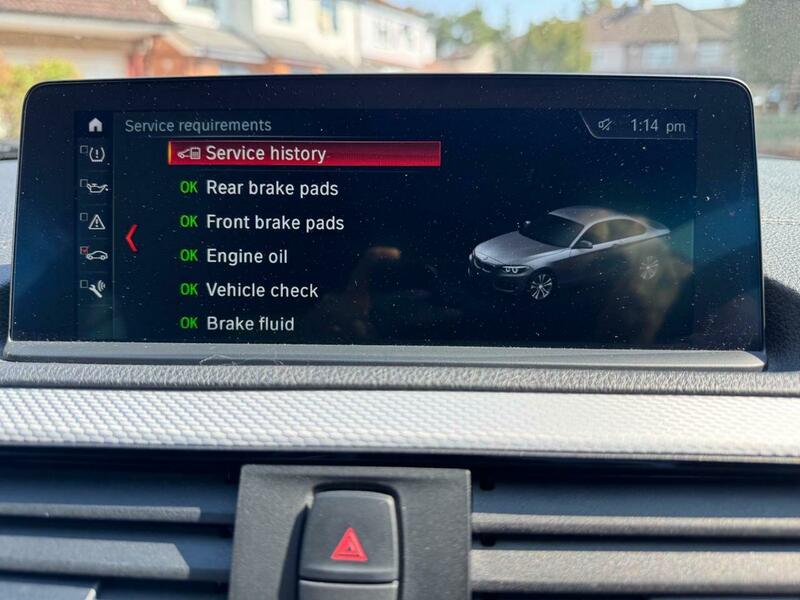 Service requirements
1:14 pm
Service history
OK Rear brake pads
OK Front brake pads
OK Engine oil
OK Vehicle check
OK Brake fluid